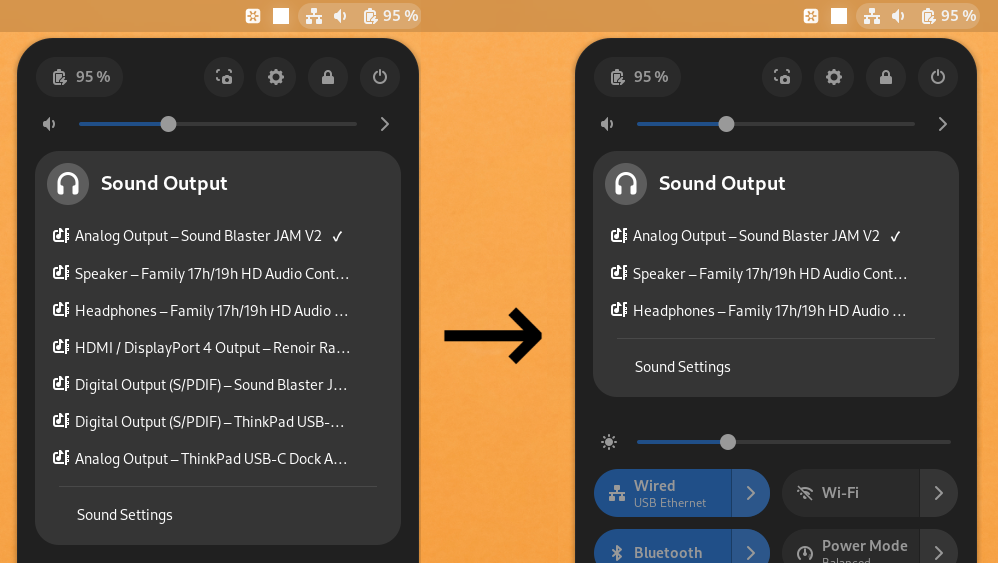 95 %
95 %
Sound Output
Analog Output – Sound Blaster JAM V2 ✓
Speaker – Family 17h/19h HD Audio Cont…
Headphones – Family 17h/19h HD Audio …
HDMI / DisplayPort 4 Output – Renoir Ra…
Digital Output (S/PDIF) – Sound Blaster J…
Digital Output (S/PDIF) – ThinkPad USB-…
Analog Output – ThinkPad USB-C Dock A…
Sound Settings
95 %
95 %
Sound Output
Analog Output – Sound Blaster JAM V2 ✓
Speaker – Family 17h/19h HD Audio Cont…
Headphones – Family 17h/19h HD Audio …
Sound Settings
Wired
USB Ethernet
Wi-Fi
Bluetooth
Power Mode
Balanced